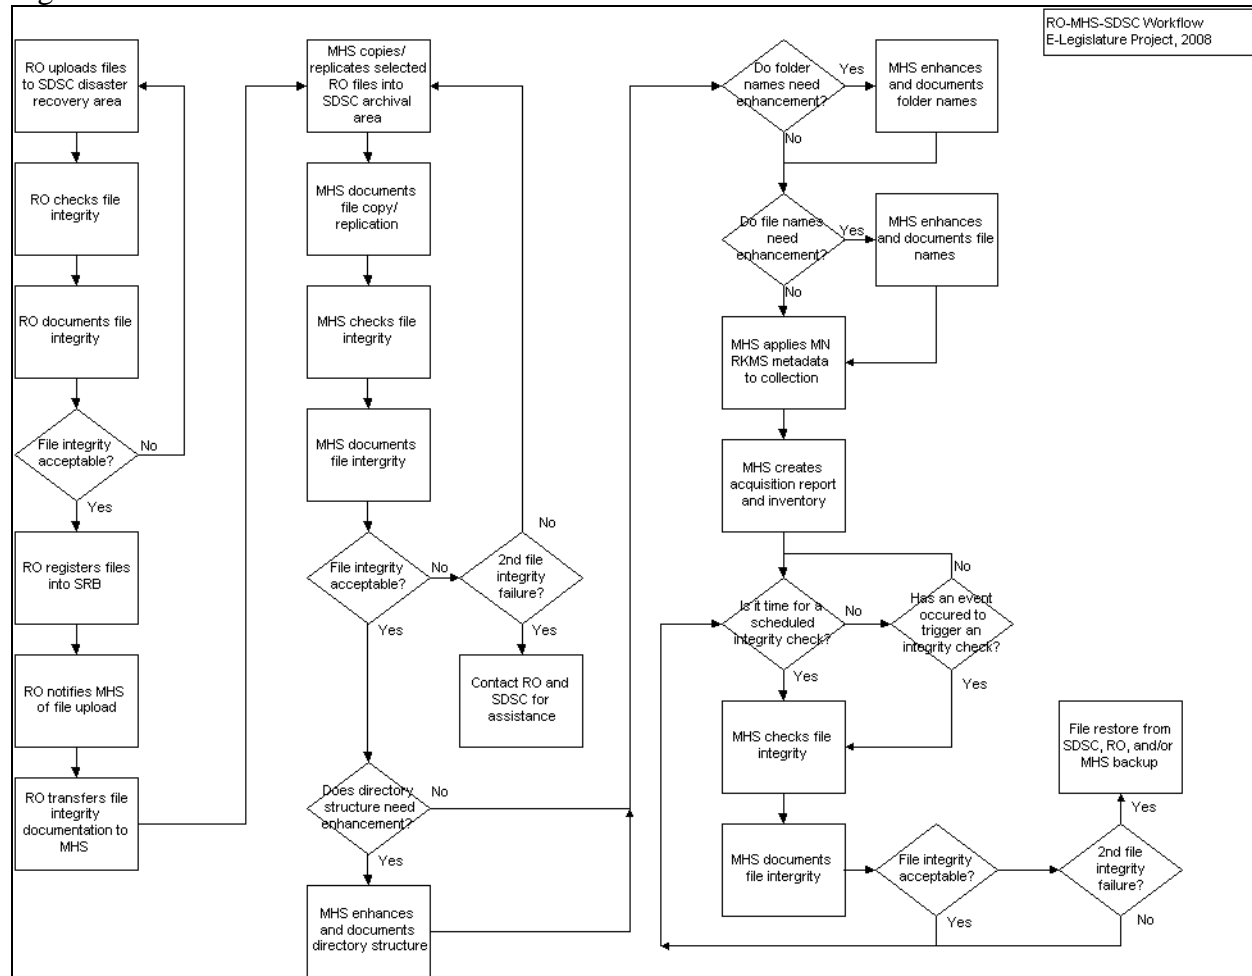 RO-MHS-SDSC Workflow
E-Legislature Project, 2008
RO uploads files
to SDSC disaster
recovery area
RO checks file
integrity
RO documents file
integrity
File integrity
acceptable?
No
Yes
RO registers files
into SRB
RO notifies MHS
of file upload
RO transfers file
integrity
documentation to
MHS
MHS copies/
replicates selected
RO files into
SDSC archival
area
MHS documents
file copy/
replication
MHS checks file
integrity
MHS documents
file intergrity
File integrity
acceptable?
No
Yes
2nd file
integrity
failure?
No
Yes
Contact RO and
SDSC for
assistance
Does directory
structure need
enhancement?
No
Yes
MHS enhances
and documents
directory structure
Do folder
names need
enhancement?
Yes
No
MHS enhances
and documents
folder names
Do file names
need
enhancement?
Yes
No
MHS enhances
and documents file
names
MHS applies MN
RKMS metadata
to collection
MHS creates
acquisition report
and inventory
Is it time for a
scheduled
integrity check?
No
Yes
Has an event
occured to
trigger an
integrity check?
No
Yes
MHS checks file
integrity
MHS documents
file intergrity
File integrity
acceptable?
Yes
2nd file
integrity
failure?
Yes
No
File restore from
SDSC, RO, and/or
MHS backup